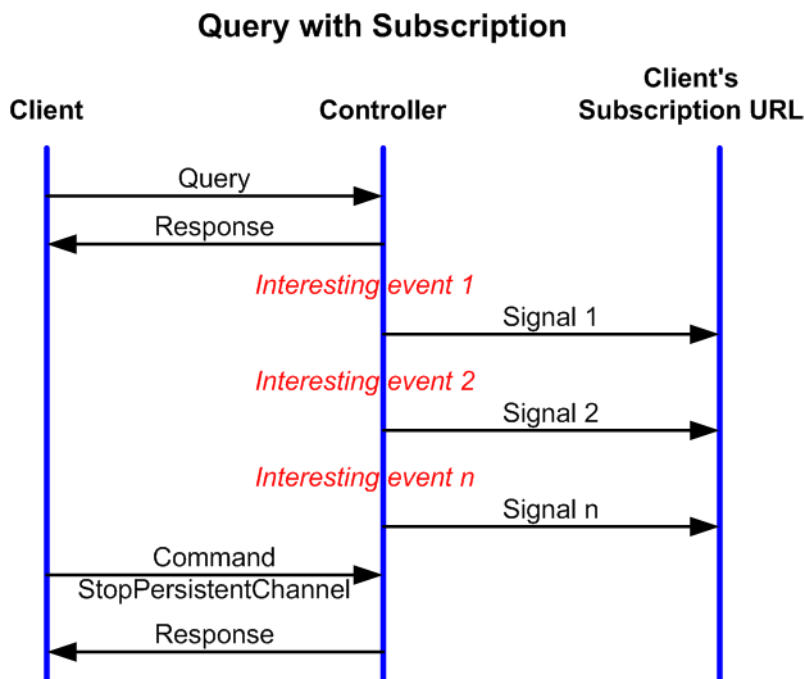 Query with Subscription
Client
Controller
Client's
Subscription URL
Query
Response
Interesting event 1
Signal 1
Interesting event 2
Signal 2
Interesting event n
Signal n
Command
StopPersistentChannel
Response